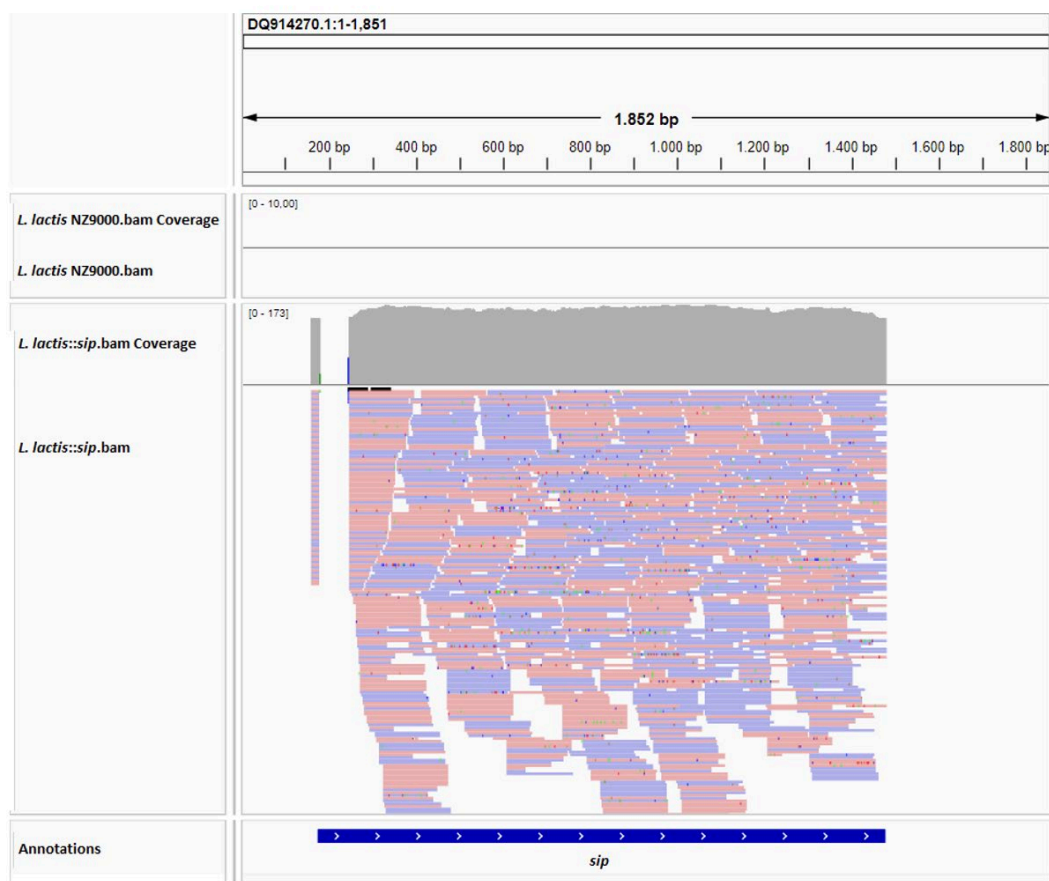 DQ914270.1:1-1,851
1.852 bp
200 bp 400 bp 600 bp 800 bp 1.000 bp 1.200 bp 1.400 bp 1.600 bp 1.800 bp
L. lactis NZ9000.bam Coverage
[0 - 10,00]
L. lactis NZ9000.bam
L. lactis::sip.bam Coverage
[0 - 173]
L. lactis::sip.bam
Annotations
sip